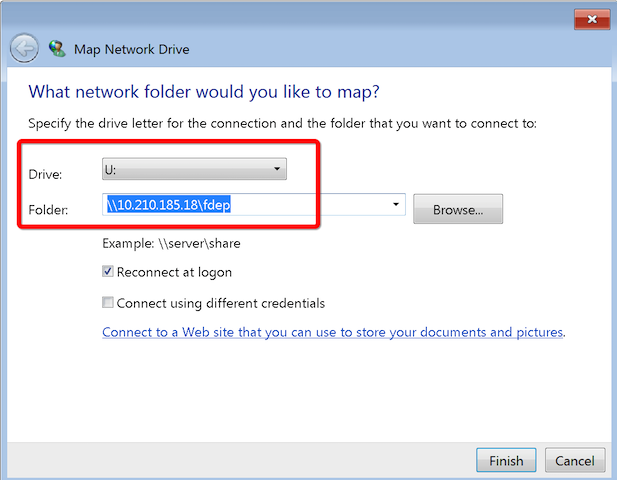 Map Network Drive
What network folder would you like to map?
Specify the drive letter for the connection and the folder that you want to connect to:
Drive: U:
Folder: \\10.210.185.18\fdep Browse...
Example: \\server\share
Reconnect at logon
Connect using different credentials
Connect to a Web site that you can use to store your documents and pictures.
Finish Cancel